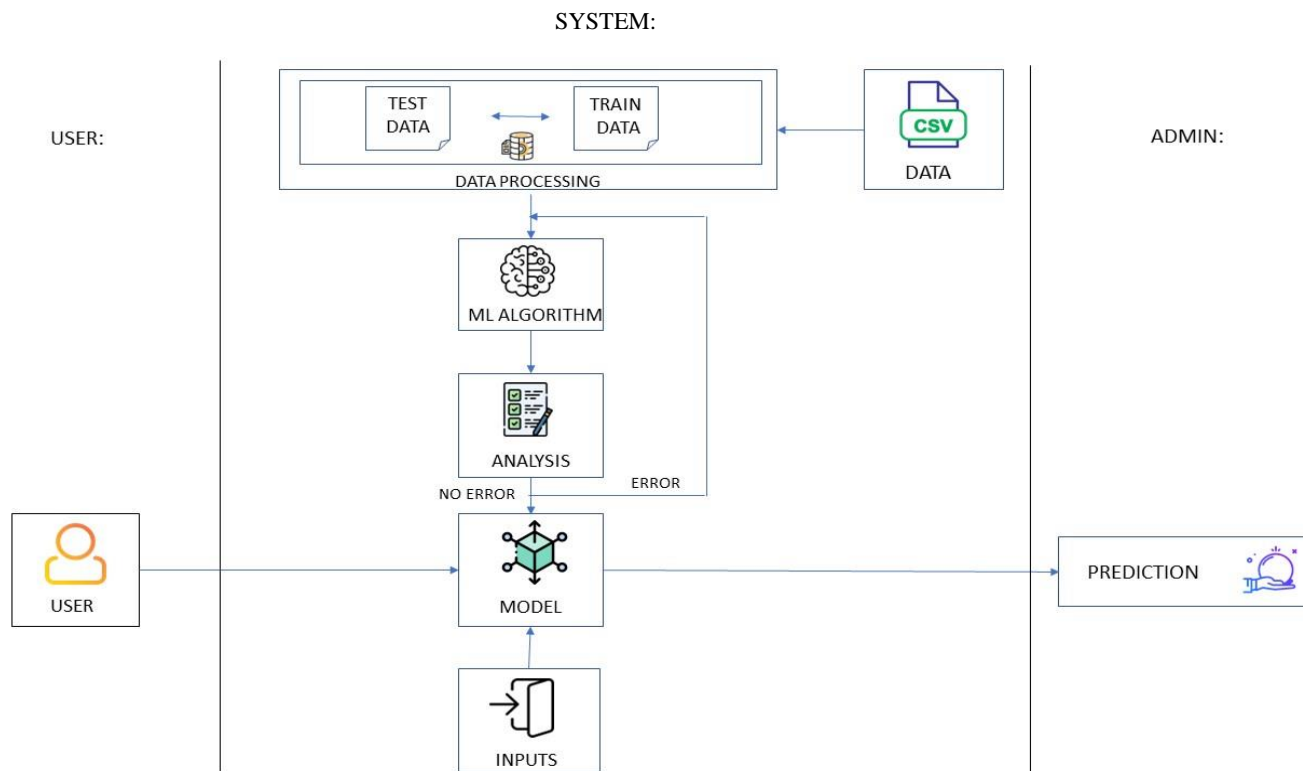 SYSTEM:
USER:
TEST
DATA
TRAIN
DATA
DATA PROCESSING
CSV
DATA
ADMIN:
ML ALGORITHM
ANALYSIS
NO ERROR
ERROR
USER
MODEL
PREDICTION
INPUTS